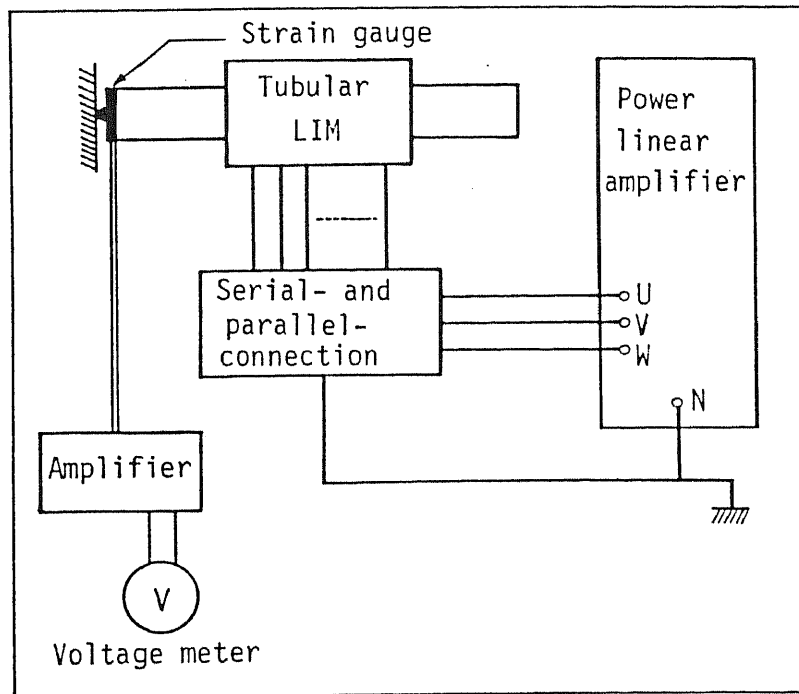 Strain gauge
Tubular
LIM
Power
linear
amplifier
Serial- and
parallel-
connection
U
V
W
N
Amplifier
V
Voltage meter